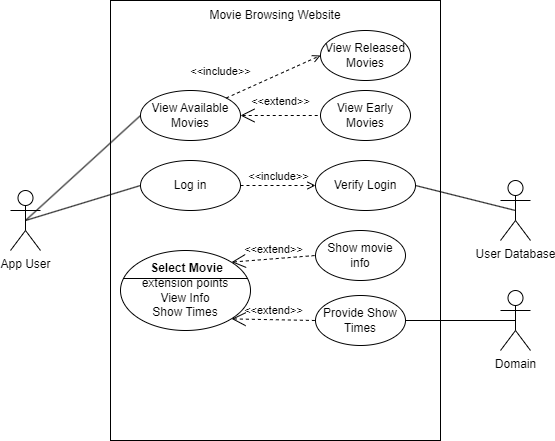 Movie Browsing Website
View Released
Movies
<<include>>
View Available
Movies
<<extend>>
View Early
Movies
Log in
<<include>>
Verify Login
App User
User Database
Select Movie
extension points
View Info
Show Times
<<extend>>
Show movie
info
<<extend>>
Provide Show
Times
Domain